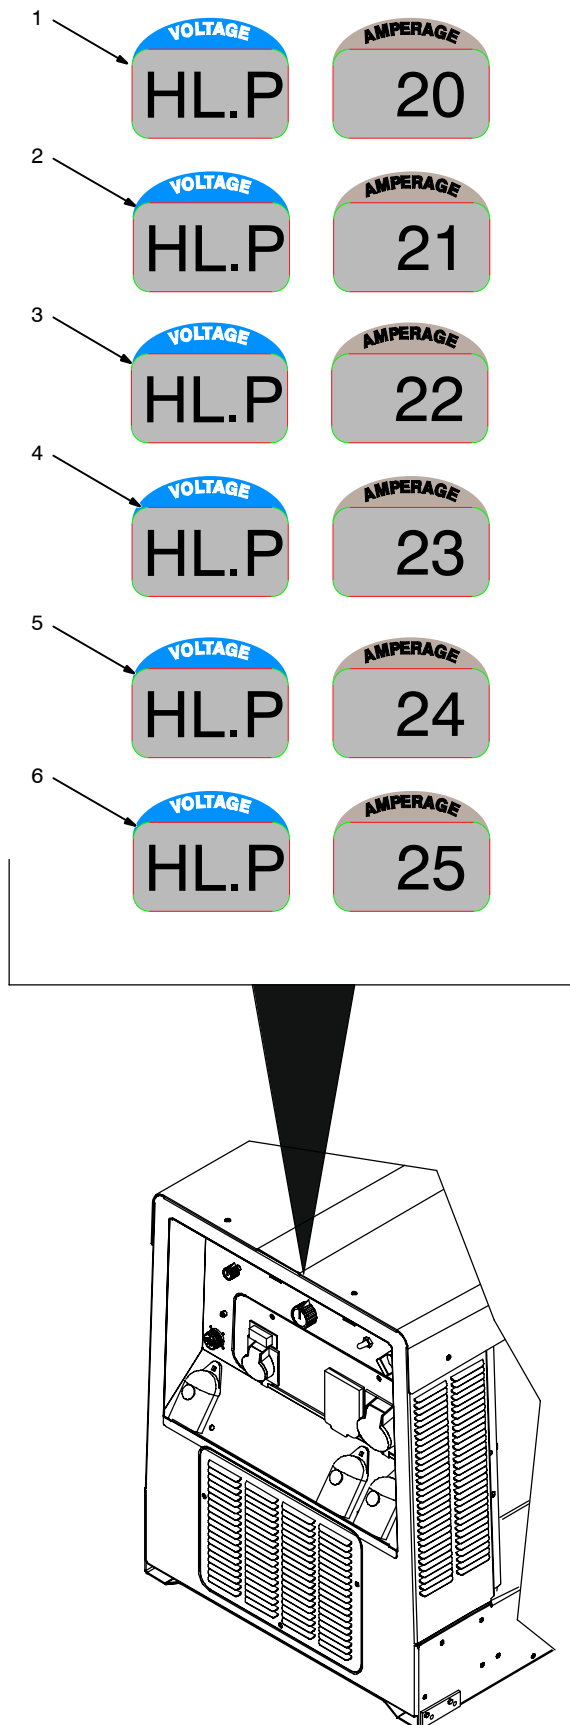 1
VOLTAGE AMPERAGE
HL.P 20
2
VOLTAGE AMPERAGE
HL.P 21
3
VOLTAGE AMPERAGE
HL.P 22
4
VOLTAGE AMPERAGE
HL.P 23
5
VOLTAGE AMPERAGE
HL.P 24
6
VOLTAGE AMPERAGE
HL.P 25